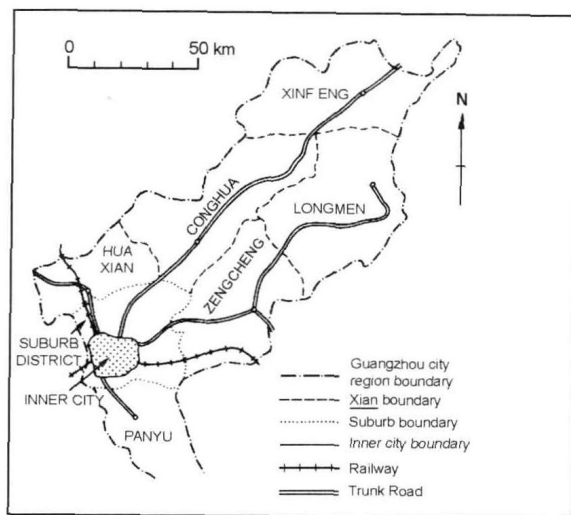 0 50 km
XINF ENG
N
CONGHUA
LONGMEN
HUA
XIAN
ZENGCHENG
SUBURB
DISTRICT
INNER CITY
PANYU
Guangzhou city
region boundary
Xian boundary
Suburb boundary
Inner city boundary
Railway
Trunk Road